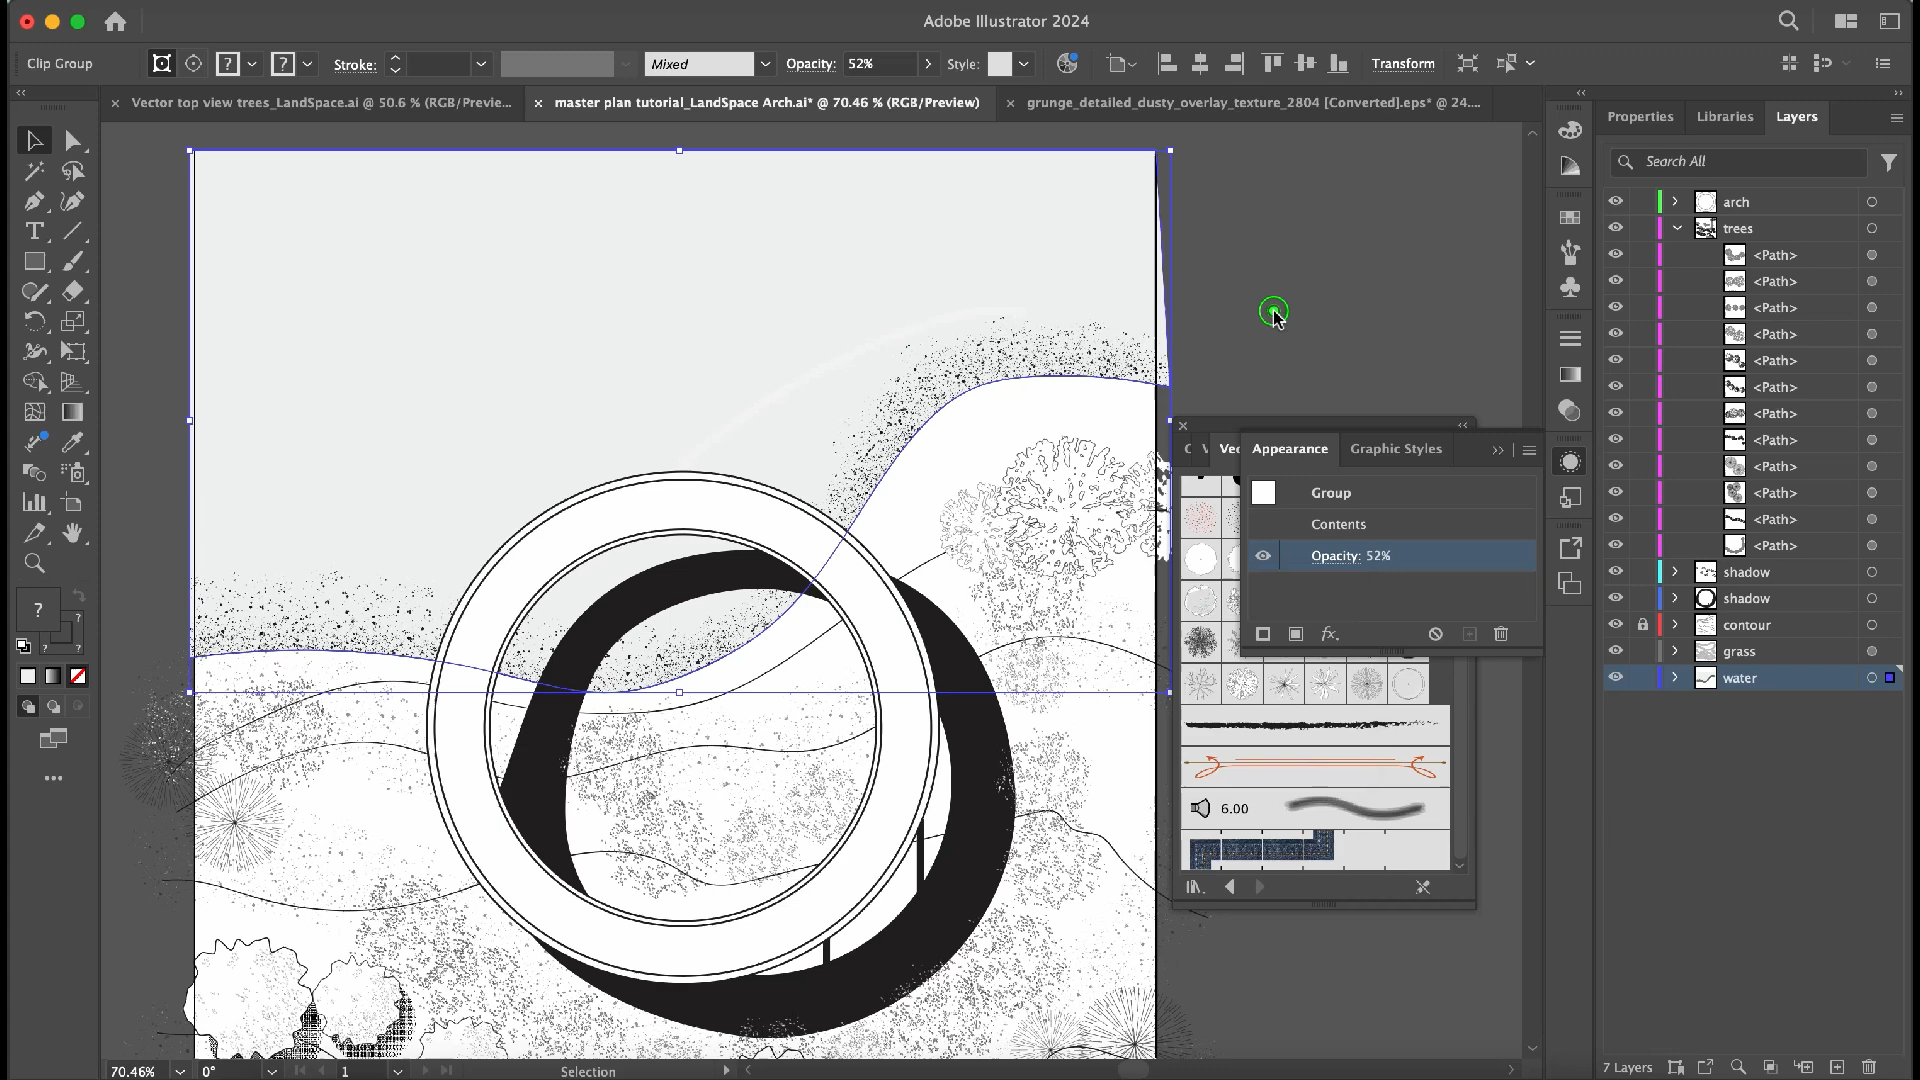 Adobe Illustrator 2024
Clip Group
?
?
Stroke:
Mixed
Opacity:
52%
Style:
Transform
Vector top view trees_LandSpace.ai @ 50.6 % (RGB/Previe...
master plan tutorial_LandSpace Arch.ai* @ 70.46 % (RGB/Preview)
grunge_detailed_dusty_overlay_texture_2804 [Converted].eps* @ 24....
Properties
Libraries
Layers
Search All
arch
trees
<Path>
<Path>
<Path>
<Path>
<Path>
<Path>
<Path>
<Path>
<Path>
<Path>
<Path>
<Path>
shadow
shadow
contour
grass
water
C
V
Vec
Appearance
Graphic Styles
Group
Contents
Opacity: 52%
fx.
6.00
?
?
?
?
70.46%
0°
1
Selection
7 Layers